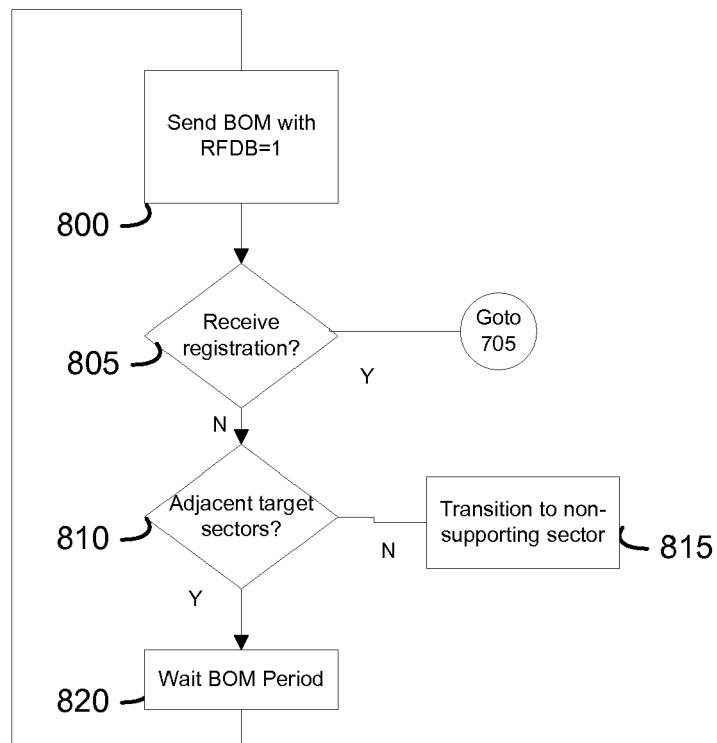 Send BOM with
RFDB=1
800
Receive
registration?
805
Goto
705
Y
N
Adjacent target
sectors?
810
Transition to non-
supporting sector
815
N
Y
Wait BOM Period
820